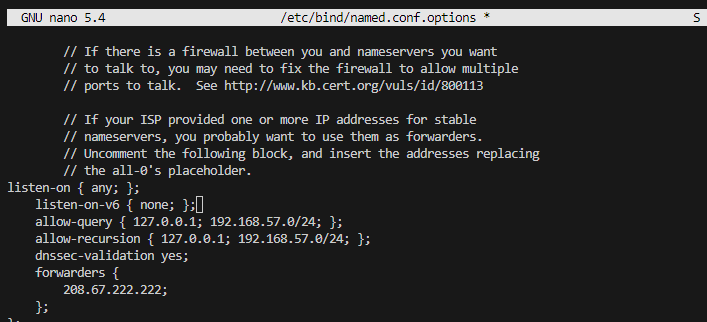 GNU nano 5.4 /etc/bind/named.conf.options * S
// If there is a firewall between you and nameservers you want
// to talk to, you may need to fix the firewall to allow multiple
// ports to talk.  See http://www.kb.cert.org/vuls/id/800113
// If your ISP provided one or more IP addresses for stable
// nameservers, you probably want to use them as forwarders.
// Uncomment the following block, and insert the addresses replacing
// the all-0's placeholder.
listen-on { any; };
listen-on-v6 { none; };
allow-query { 127.0.0.1; 192.168.57.0/24; };
allow-recursion { 127.0.0.1; 192.168.57.0/24; };
dnssec-validation yes;
forwarders {
208.67.222.222;
};
};